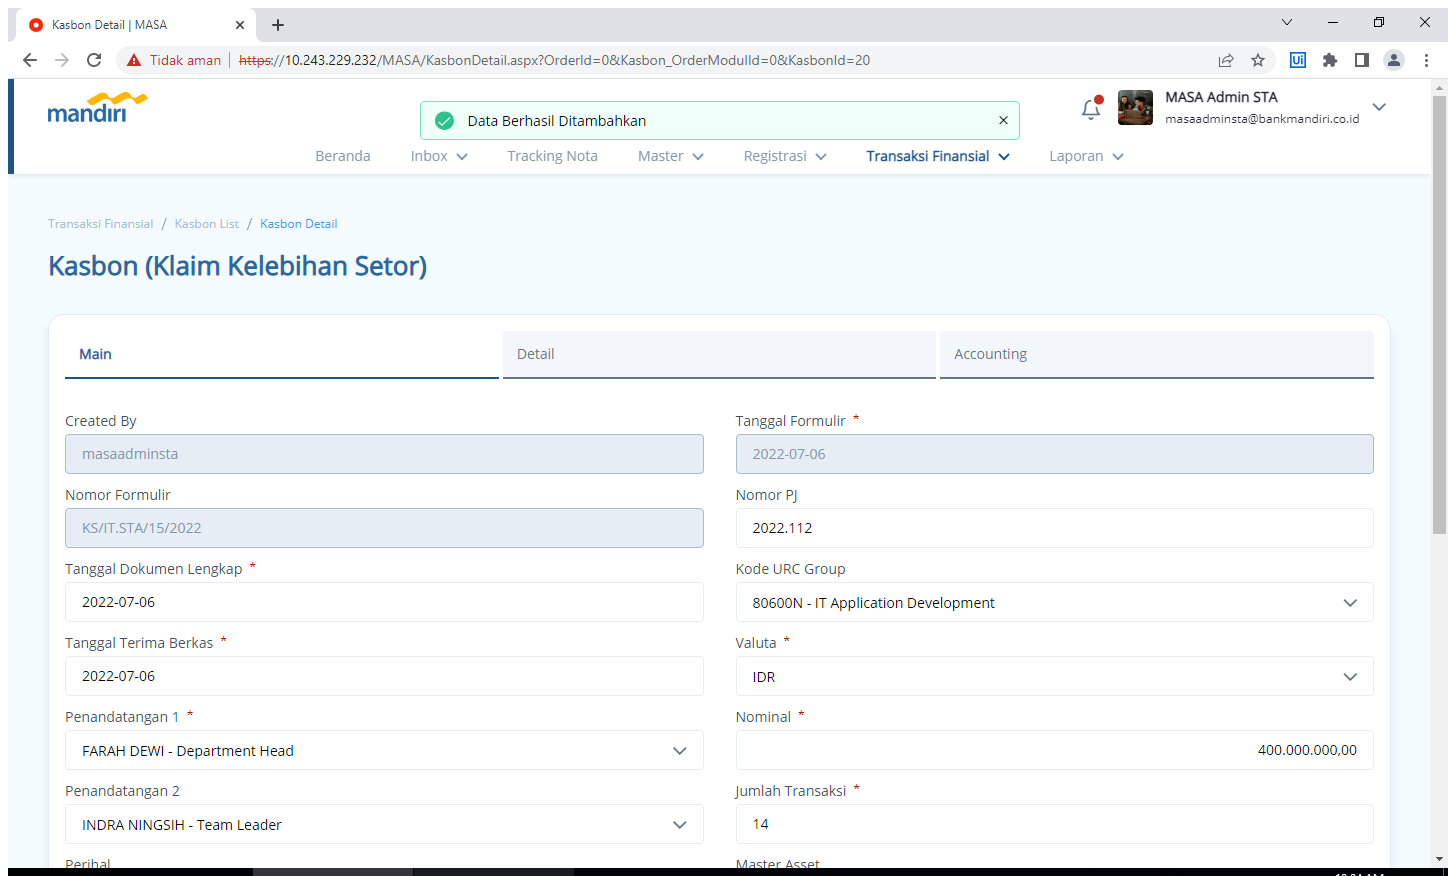 Kasbon Detail | MASA
Tidak aman
https://10.243.229.232/MASA/KasbonDetail.aspx?OrderId=0&Kasbon_OrderModulId=0&KasbonId=20
Ui
mandiri
Data Berhasil Ditambahkan
MASA Admin STA
masaadminsta@bankmandiri.co.id
Beranda Inbox Tracking Nota Master Registrasi Transaksi Finansial Laporan
Transaksi Finansial / Kasbon List / Kasbon Detail
Kasbon (Klaim Kelebihan Setor)
Main Detail Accounting
Created By
masaadminsta
Tanggal Formulir *
2022-07-06
Nomor Formulir
KS/IT.STA/15/2022
Nomor PJ
2022.112
Tanggal Dokumen Lengkap *
2022-07-06
Kode URC Group
80600N - IT Application Development
Tanggal Terima Berkas *
2022-07-06
Valuta *
IDR
Penandatangan 1 *
FARAH DEWI - Department Head
Nominal *
400.000.000,00
Penandatangan 2
INDRA NINGSIH - Team Leader
Jumlah Transaksi *
14
Perihal
Master Asset